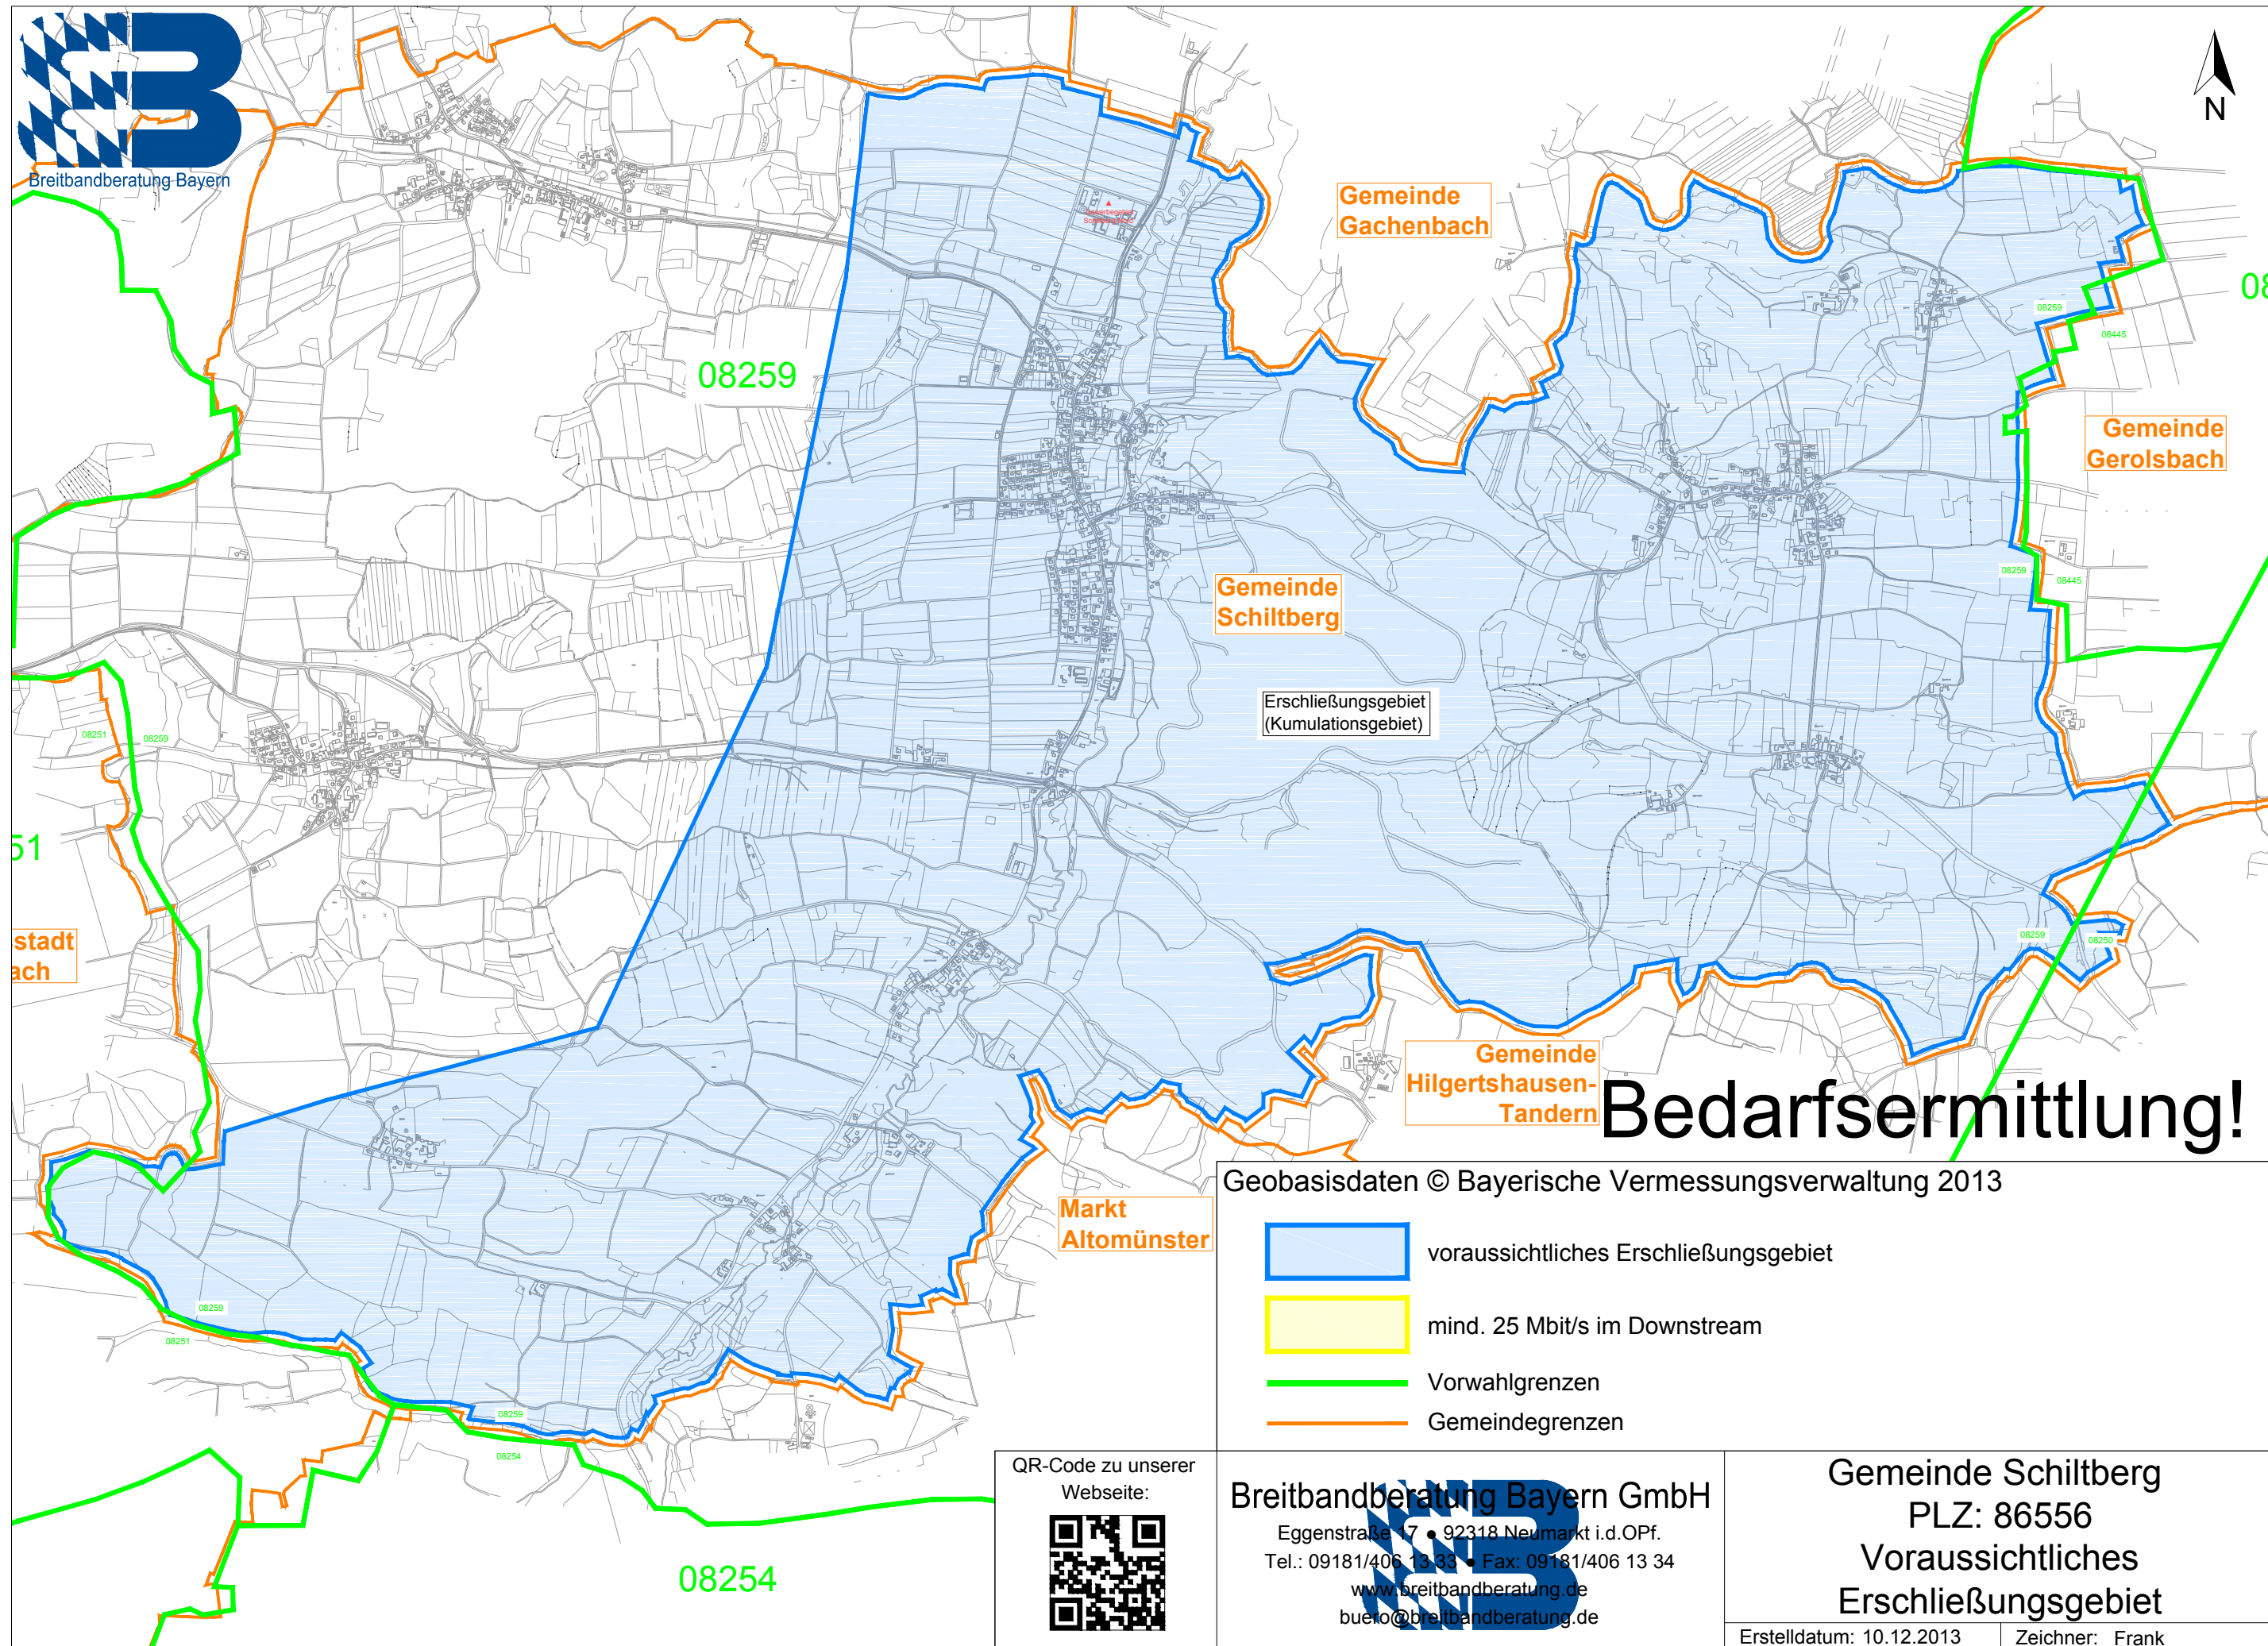 Breitbandberatung Bayern
N
Gemeinde
Gachenbach
08259
08259
08445
Gemeinde
Gerolsbach
08259
08445
Gemeinde
Schiltberg
Erschließungsgebiet
(Kumulationsgebiet)
08251
08259
51
stadt
ach
08259
08250
Gemeinde
Hilgertshausen-
Tandern
Bedarfsermittlung!
Markt
Altomünster
08259
08251
08259
08254
08254
Geobasisdaten © Bayerische Vermessungsverwaltung 2013
voraussichtliches Erschließungsgebiet
mind. 25 Mbit/s im Downstream
Vorwahlgrenzen
Gemeindegrenzen
QR-Code zu unserer
Webseite:
Breitbandberatung Bayern GmbH
Eggenstraße 17 ● 92318 Neumarkt i.d.OPf.
Tel.: 09181/406 13 33 ● Fax: 09181/406 13 34
www.breitbandberatung.de
buero@breitbandberatung.de
Gemeinde Schiltberg
PLZ: 86556
Voraussichtliches
Erschließungsgebiet
Erstelldatum: 10.12.2013
Zeichner: Frank